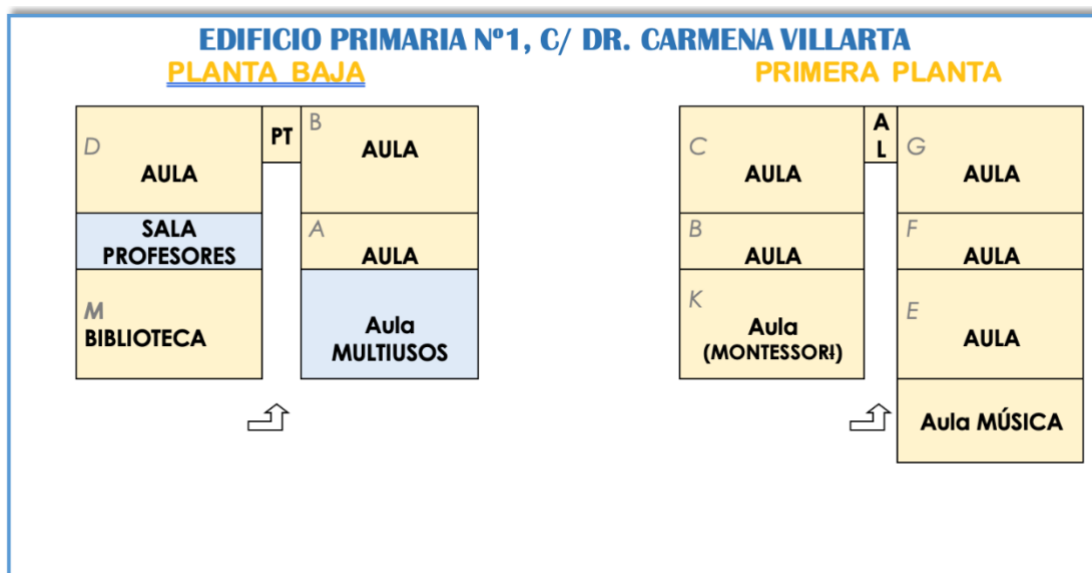 EDIFICIO PRIMARIA Nº1, C/ DR. CARMENA VILLARTA
PLANTA BAJA
D
AULA
PT
B
AULA
SALA
PROFESORES
A
AULA
M
BIBLIOTECA
Aula
MULTIUSOS
PRIMERA PLANTA
C
AULA
A
L
G
AULA
B
AULA
F
AULA
K
Aula
(MONTESSORI)
E
AULA
Aula MÚSICA